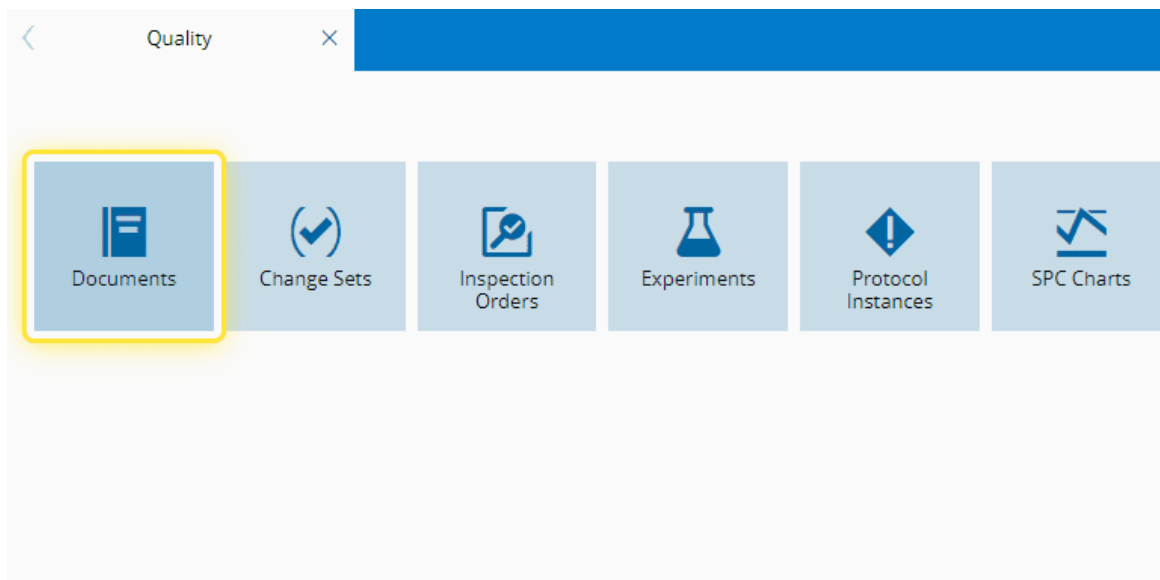 Quality
Documents
Change Sets
Inspection
Orders
Experiments
Protocol
Instances
SPC Charts